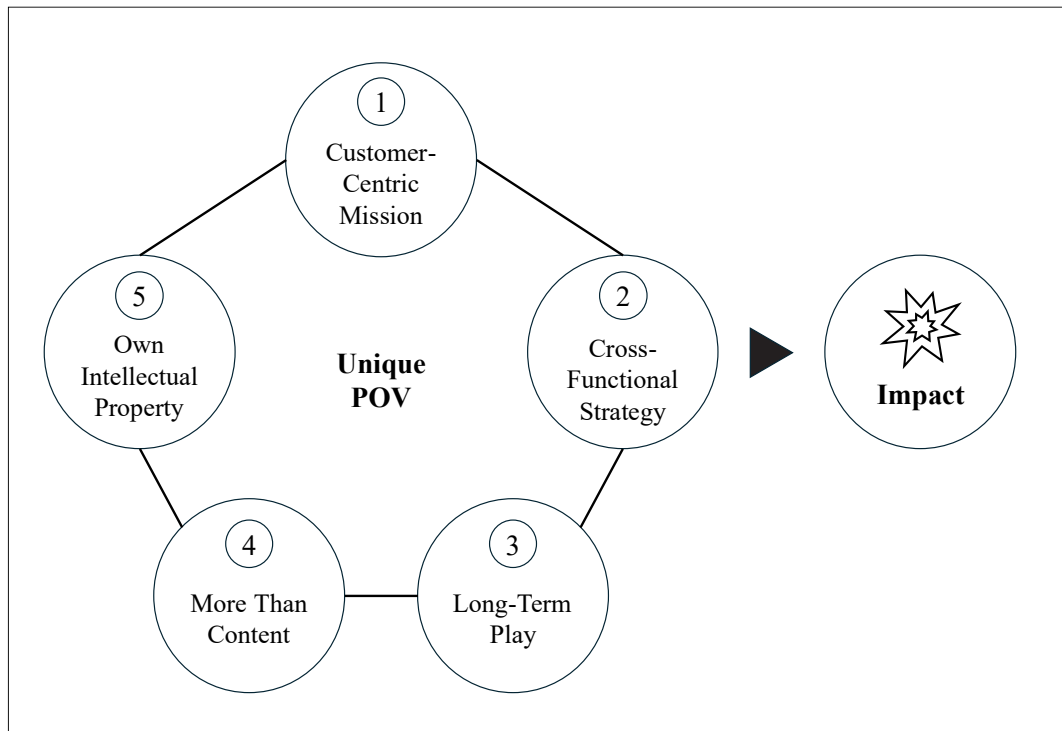 1
Customer-
Centric
Mission
2
Cross-
Functional
Strategy
3
Long-Term
Play
4
More Than
Content
5
Own
Intellectual
Property
Unique
POV
Impact